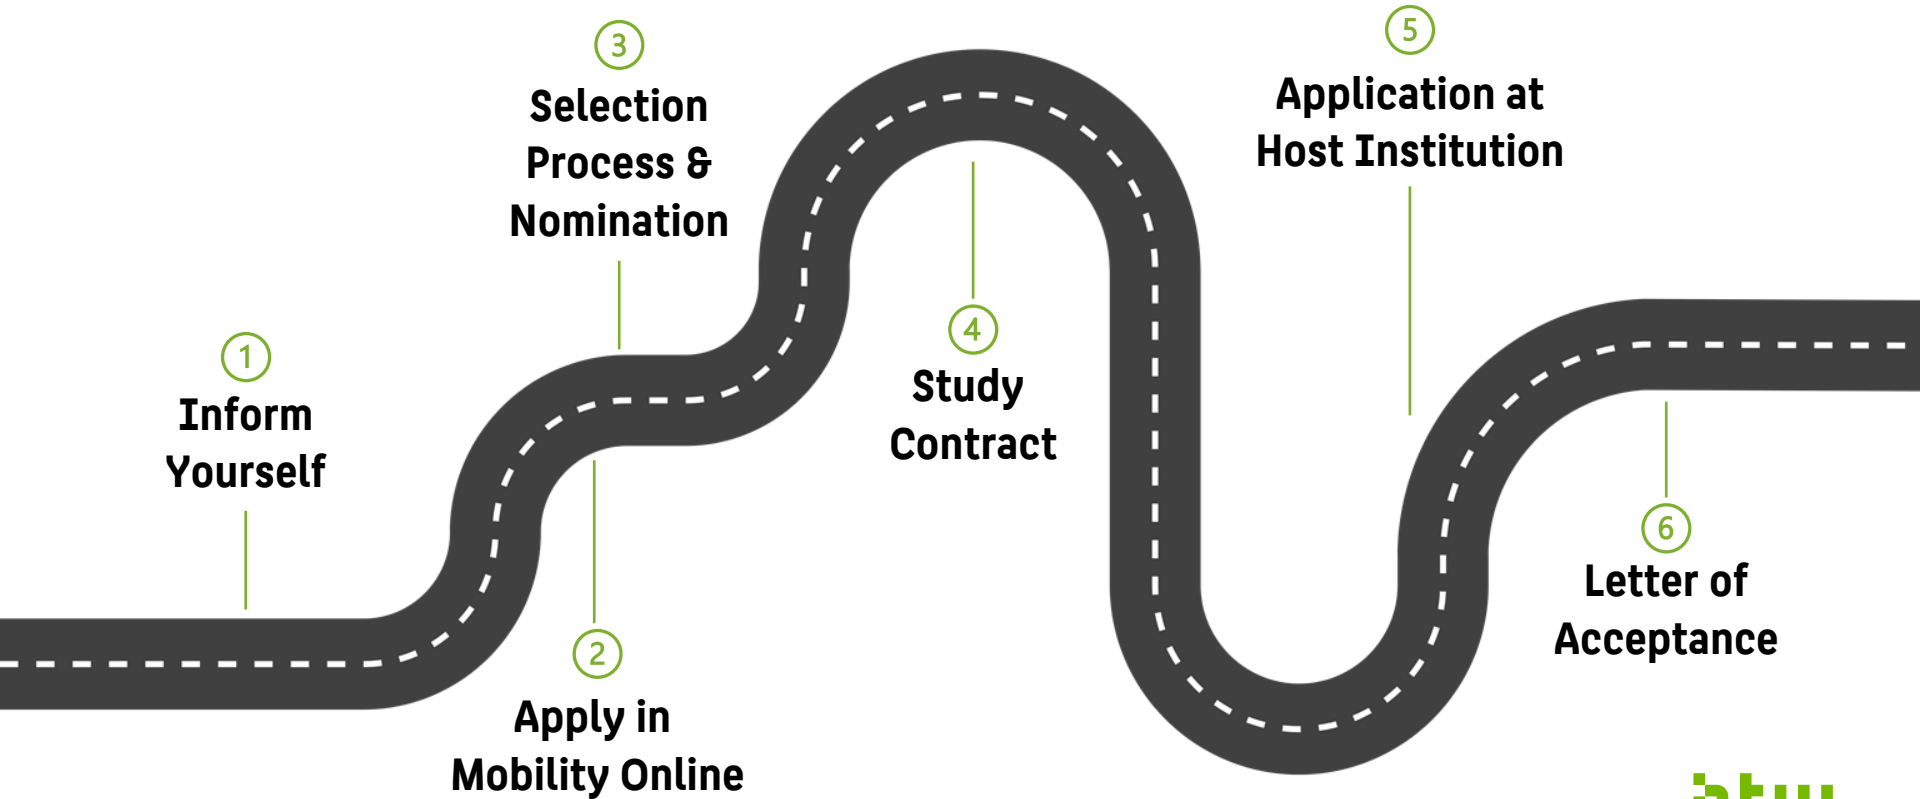 1
Inform
Yourself
2
Apply in
Mobility Online
3
Selection
Process &
Nomination
4
Study
Contract
5
Application at
Host Institution
6
Letter of
Acceptance